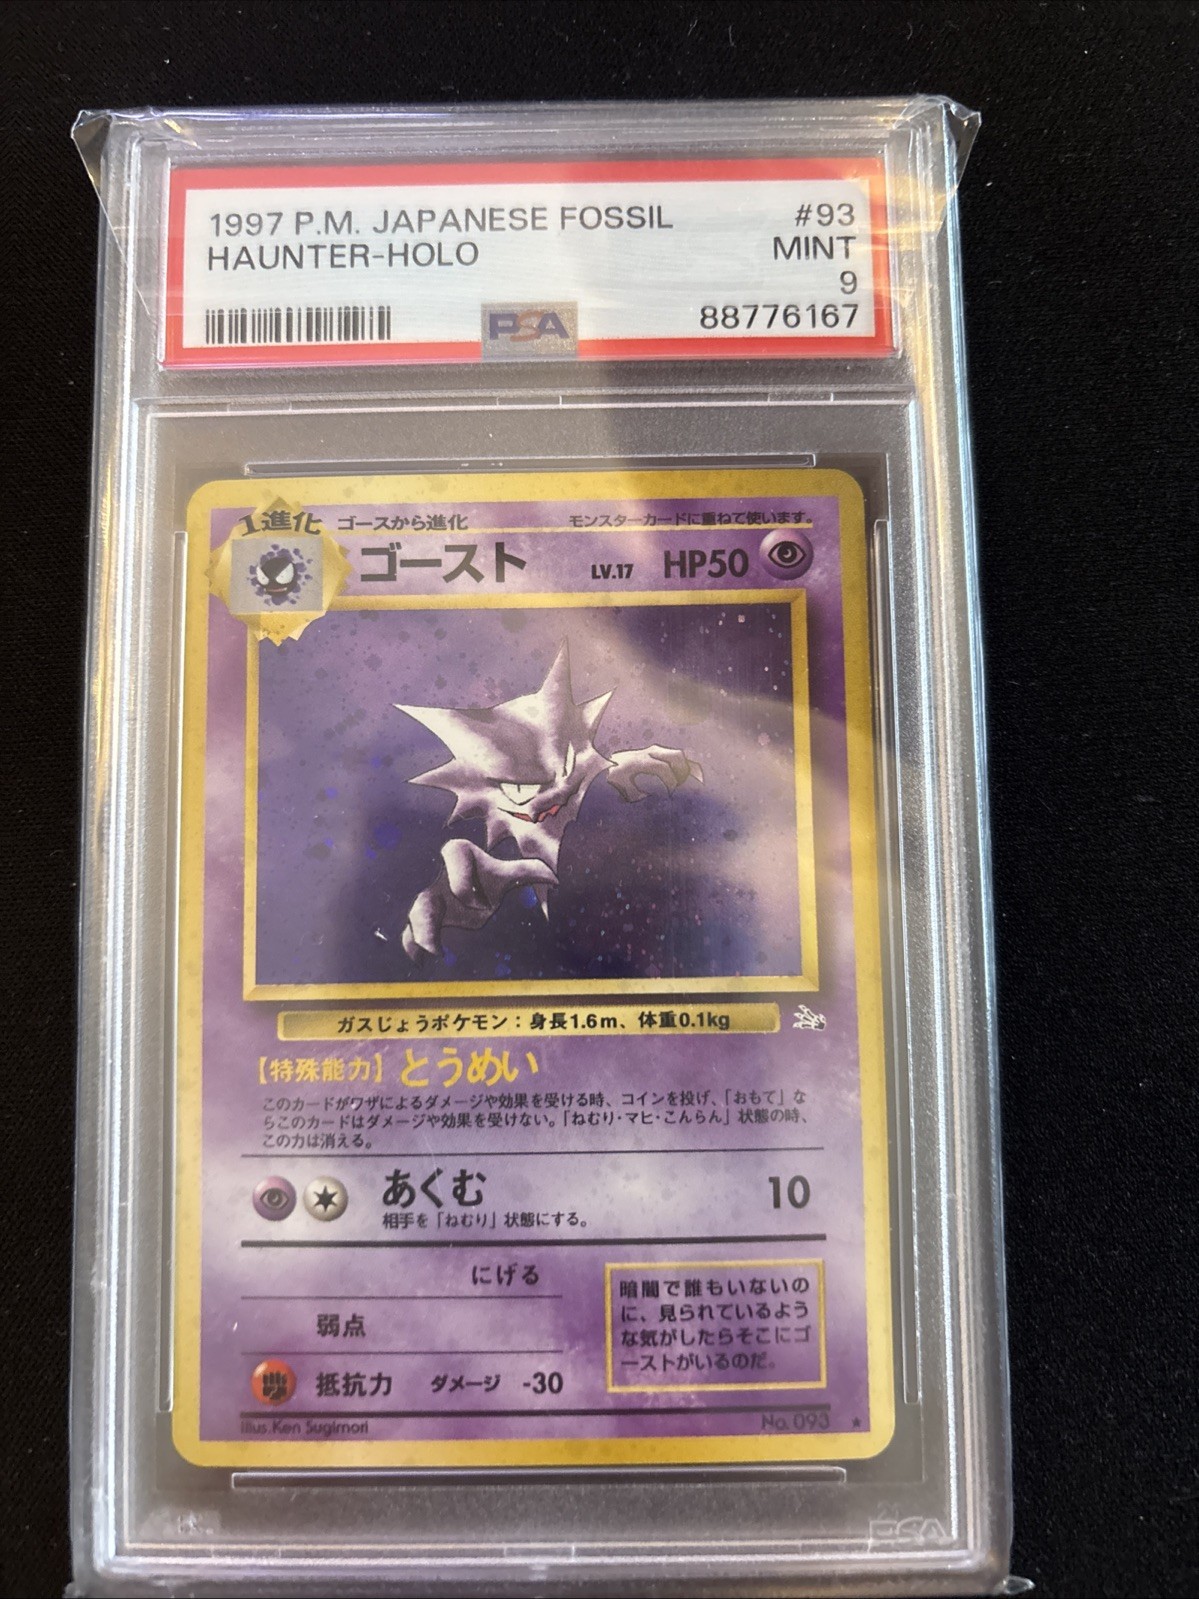 1997 P.M. JAPANESE FOSSIL #93
HAUNTER-HOLO MINT
9
PSA 88776167
1進化 ゴースから進化 モンスターカードに重ねて使います。
ゴースト LV.17 HP50
ガスじょうポケモン：身長1.6m、体重0.1kg
【特殊能力】とうめい
このカードがワザによるダメージや効果を受ける時、コインを投げ、「おもて」な
らこのカードはダメージや効果を受けない。「ねむり・マヒ・こんらん」状態の時、
この力は消える。
あくむ 10
相手を「ねむり」状態にする。
にげる
弱点
抵抗力 ダメージ -30
暗闇で誰もいないの
に、見られているよう
な気がしたらそこにゴ
ーストがいるのだ。
Illus.Ken Sugimori No.093 ★
PSA